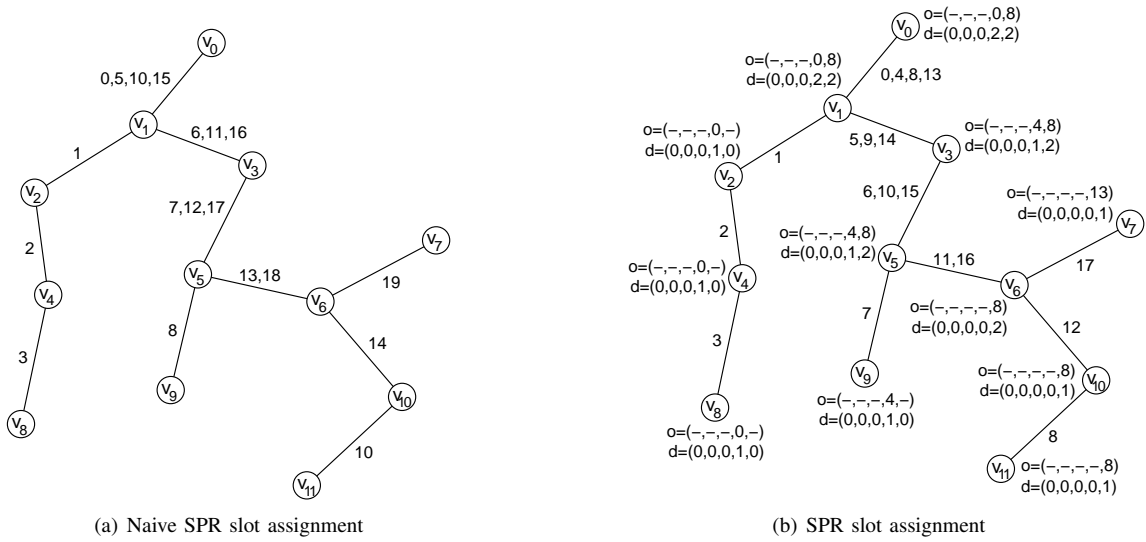 v0
0,5,10,15
v1
6,11,16
1
v3
v2
7,12,17
2
v7
v5
13,18
19
v4
v6
8
14
3
v9
v10
v8
10
v11
(a) Naive SPR slot assignment
o=(–,–,–,0,8)
d=(0,0,0,2,2)
v0
o=(–,–,–,0,8)
d=(0,0,0,2,2)
0,4,8,13
v1
5,9,14
o=(–,–,–,4,8)
d=(0,0,0,1,2)
v3
o=(–,–,–,0,–)
d=(0,0,0,1,0)
1
v2
6,10,15
o=(–,–,–,–,13)
d=(0,0,0,0,1)
v7
2
o=(–,–,–,4,8)
d=(0,0,0,1,2)
v5
11,16
17
o=(–,–,–,0,–)
d=(0,0,0,1,0)
v4
v6
o=(–,–,–,–,8)
d=(0,0,0,0,2)
7
12
3
v9
o=(–,–,–,4,–)
d=(0,0,0,1,0)
o=(–,–,–,–,8)
d=(0,0,0,0,1)
v10
v8
o=(–,–,–,0,–)
d=(0,0,0,1,0)
8
v11
o=(–,–,–,–,8)
d=(0,0,0,0,1)
(b) SPR slot assignment